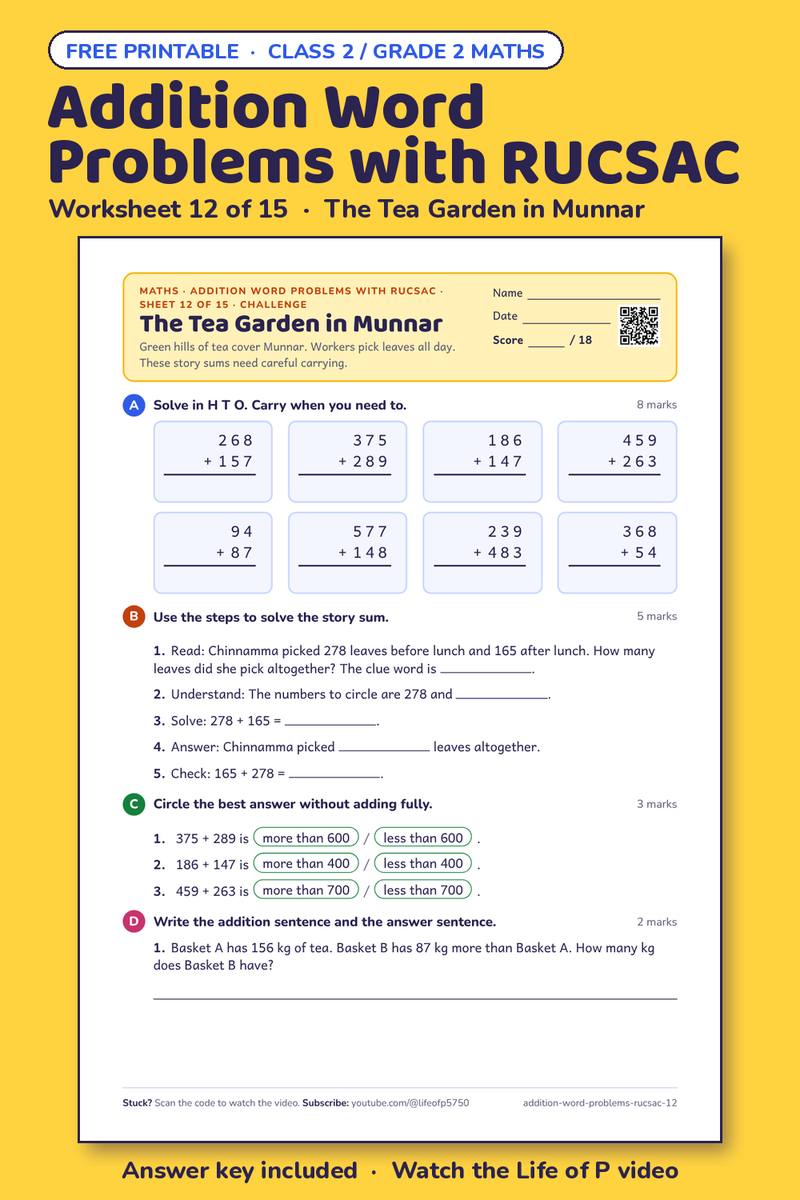 FREE PRINTABLE · CLASS 2 / GRADE 2 MATHS
Addition Word
Problems with RUCSAC
Worksheet 12 of 15 · The Tea Garden in Munnar
MATHS · ADDITION WORD PROBLEMS WITH RUCSAC ·
SHEET 12 OF 15 · CHALLENGE
The Tea Garden in Munnar
Green hills of tea cover Munnar. Workers pick leaves all day.
These story sums need careful carrying.
Name ____________
Date ____________
Score ______ / 18
A Solve in H T O. Carry when you need to. 8 marks
268 375 186 459
+ 157 + 289 + 147 + 263
94 577 239 368
+ 87 + 148 + 483 + 54
B Use the steps to solve the story sum. 5 marks
1. Read: Chinnamma picked 278 leaves before lunch and 165 after lunch. How many
leaves did she pick altogether? The clue word is ____________.
2. Understand: The numbers to circle are 278 and ____________.
3. Solve: 278 + 165 = ____________.
4. Answer: Chinnamma picked ____________ leaves altogether.
5. Check: 165 + 278 = ____________.
C Circle the best answer without adding fully. 3 marks
1. 375 + 289 is more than 600 / less than 600 .
2. 186 + 147 is more than 400 / less than 400 .
3. 459 + 263 is more than 700 / less than 700 .
D Write the addition sentence and the answer sentence. 2 marks
1. Basket A has 156 kg of tea. Basket B has 87 kg more than Basket A. How many kg
does Basket B have?
Stuck? Scan the code to watch the video. Subscribe: youtube.com/@lifeofp5750 addition-word-problems-rucsac-12
Answer key included · Watch the Life of P video